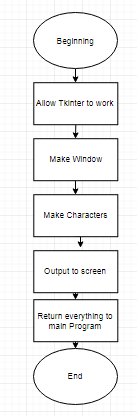 Beginning
Allow Tkinter to work
Make Window
Make Characters
Output to screen
Return everything to
main Program
End